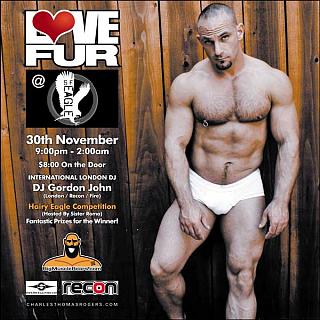 LOVE
FUR
@ THE EAGLE
30th November
9:00pm - 2:00am
$8:00 On the Door
INTERNATIONAL LONDON DJ
DJ Gordon John
(London / Recon / Fire)
Hairy Eagle Competition
(Hosted By Sister Roma)
Fantastic Prizes for the Winner!
BigMuscleBears.com
recon
CHARLESTHOMASROGERS.COM